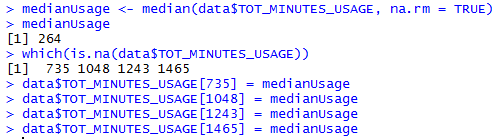 > medianUsage <- median(data$TOT_MINUTES_USAGE, na.rm = TRUE)
> medianUsage
[1] 264
> which(is.na(data$TOT_MINUTES_USAGE))
[1]  735 1048 1243 1465
> data$TOT_MINUTES_USAGE[735] = medianUsage
> data$TOT_MINUTES_USAGE[1048] = medianUsage
> data$TOT_MINUTES_USAGE[1243] = medianUsage
> data$TOT_MINUTES_USAGE[1465] = medianUsage